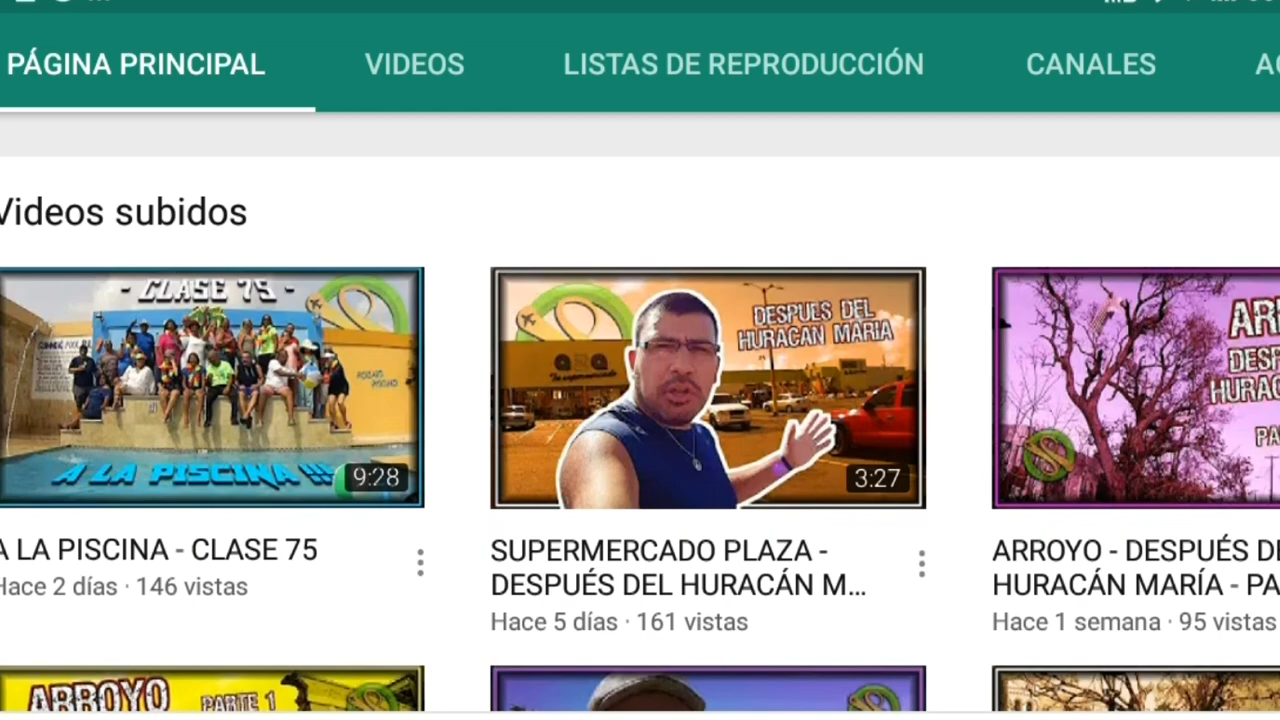 PÁGINA PRINCIPAL
VIDEOS
LISTAS DE REPRODUCCIÓN
CANALES
Videos subidos
- CLASE 75 -
A LA PISCINA !!!
9:28
DESPUES DEL
HURACAN MARIA
3:27
A LA PISCINA - CLASE 75
Hace 2 días · 146 vistas
SUPERMERCADO PLAZA -
DESPUÉS DEL HURACÁN M...
Hace 5 días · 161 vistas
ARROYO - DESPUÉS DE
HURACÁN MARÍA - PA
Hace 1 semana · 95 vistas
ARROYO
PARTE 1